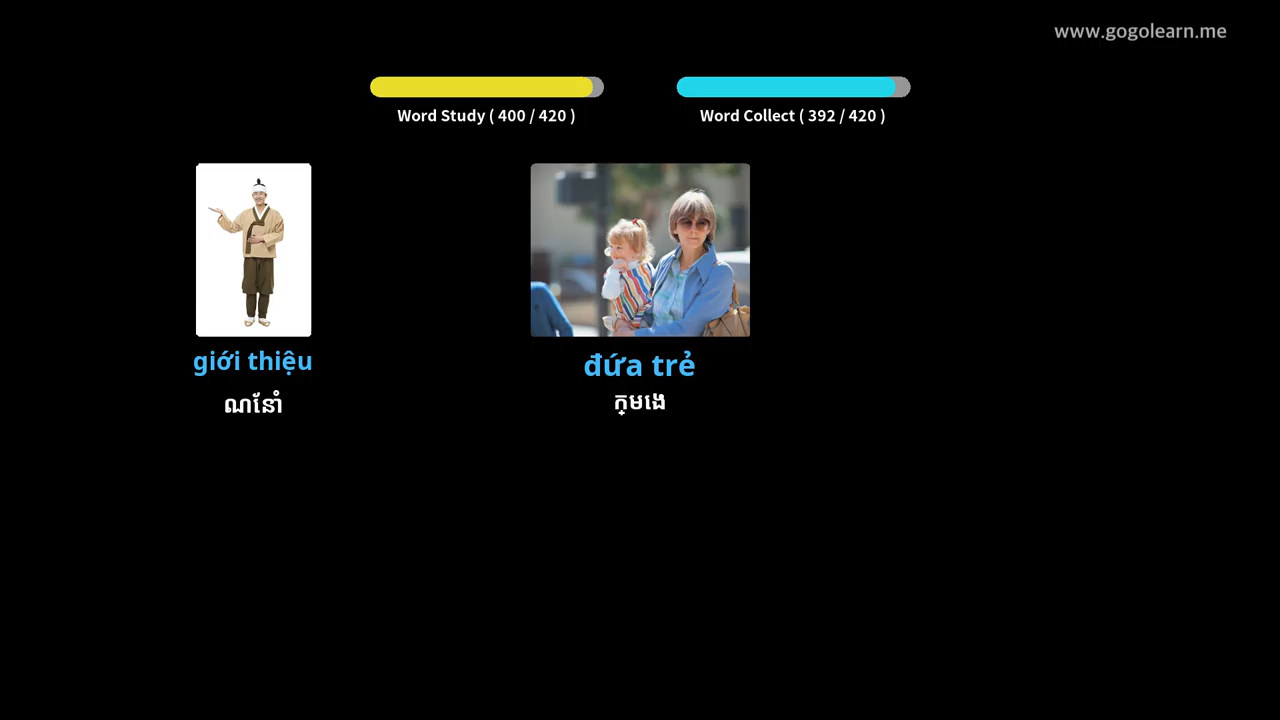 www.gogolearn.me
Word Study ( 400 / 420 )
Word Collect ( 392 / 420 )
giới thiệu
ណែនាំ
đứa trẻ
ក្មេង